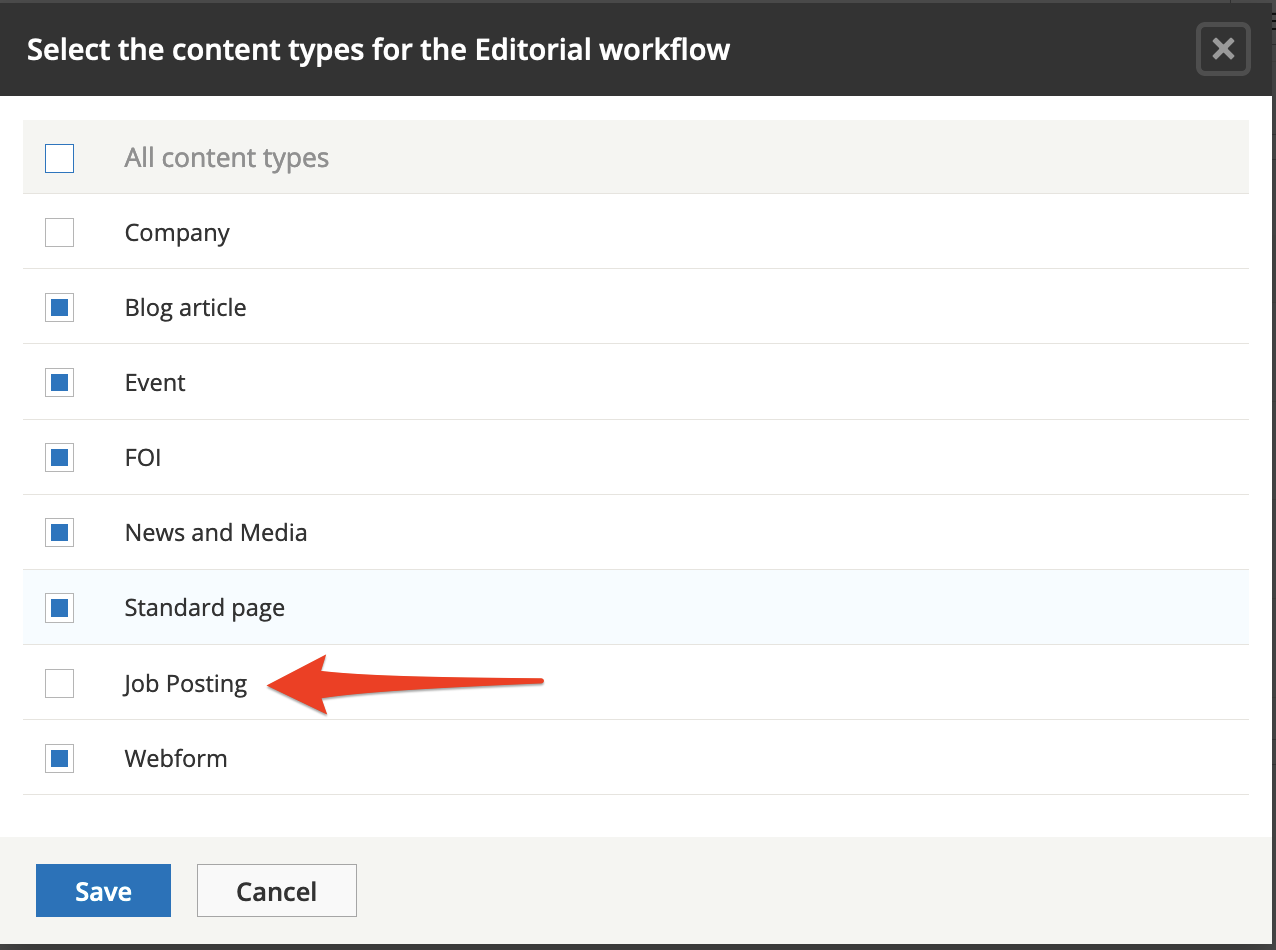 Select the content types for the Editorial workflow
All content types
Company
Blog article
Event
FOI
News and Media
Standard page
Job Posting
Webform
Save
Cancel